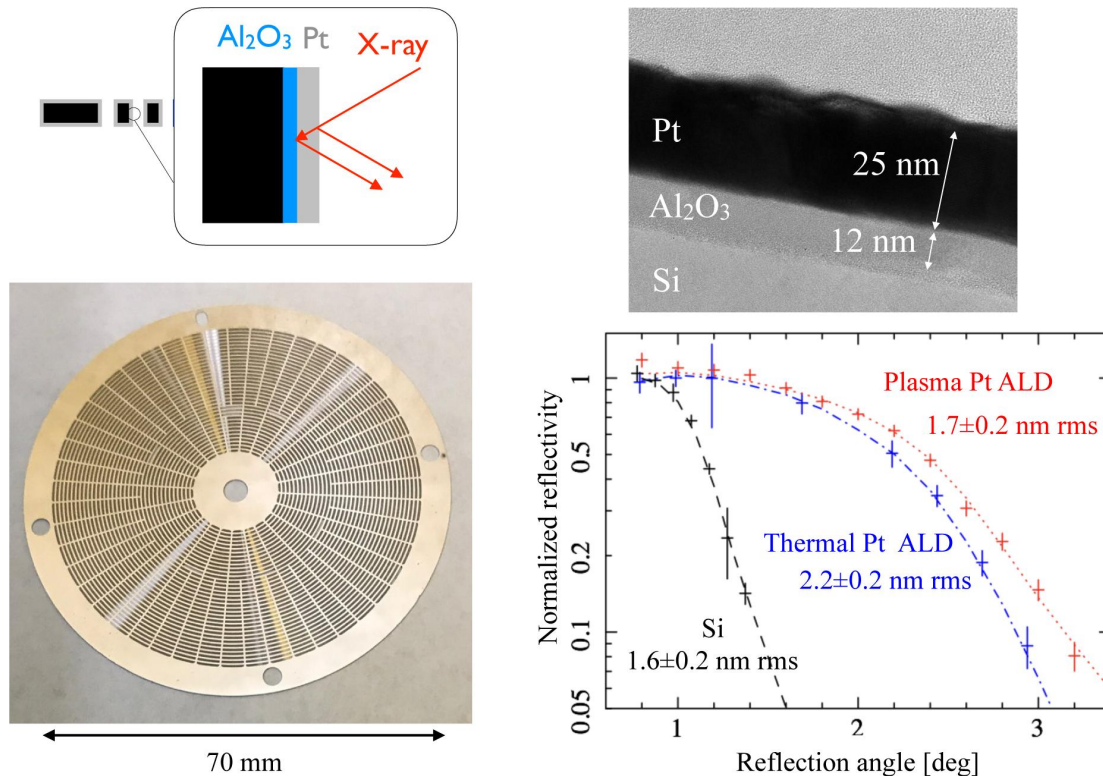 Al₂O₃ Pt
X-ray
Pt
25 nm
Al₂O₃
12 nm
Si
70 mm
Normalized reflectivity
1
0.5
0.2
0.1
0.05
Plasma Pt ALD
1.7±0.2 nm rms
Thermal Pt ALD
2.2±0.2 nm rms
Si
1.6±0.2 nm rms
1 2 3
Reflection angle [deg]